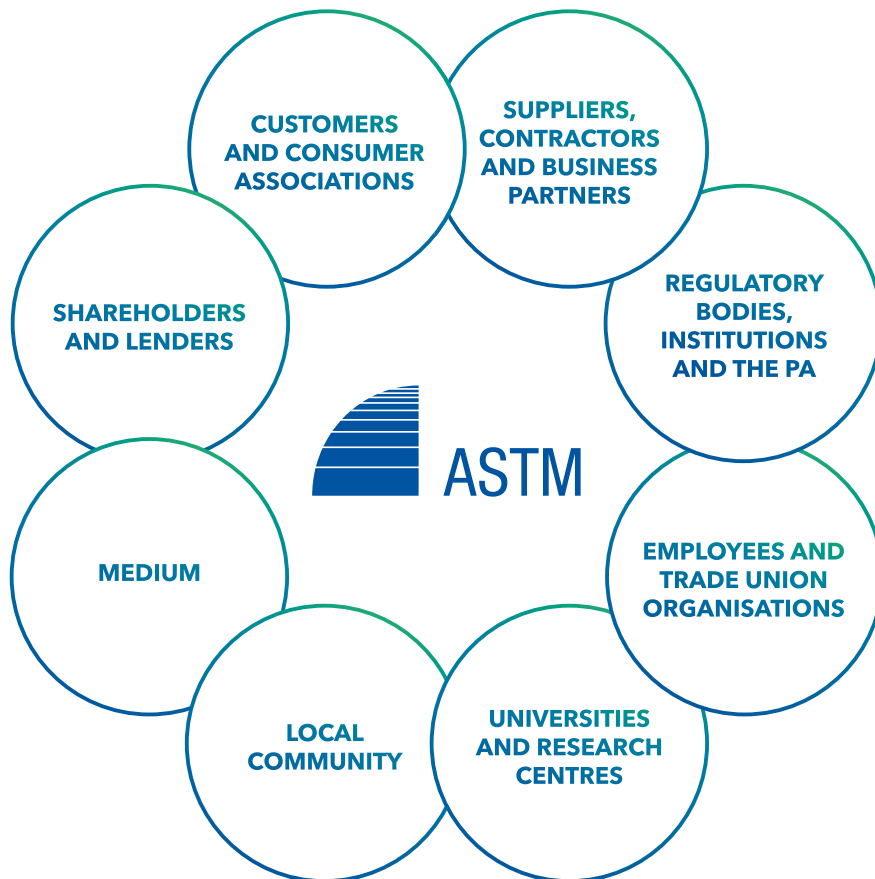 CUSTOMERS
AND CONSUMER
ASSOCIATIONS
SUPPLIERS,
CONTRACTORS
AND BUSINESS
PARTNERS
REGULATORY
BODIES,
INSTITUTIONS
AND THE PA
EMPLOYEES AND
TRADE UNION
ORGANISATIONS
UNIVERSITIES
AND RESEARCH
CENTRES
LOCAL
COMMUNITY
MEDIUM
SHAREHOLDERS
AND LENDERS
ASTM